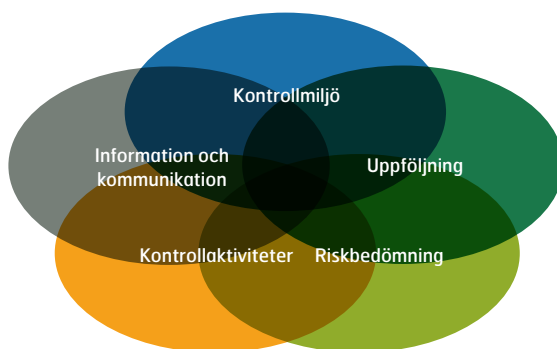 Kontrollmiljö
Information och
kommunikation
Uppföljning
Kontrollaktiviteter
Riskbedömning